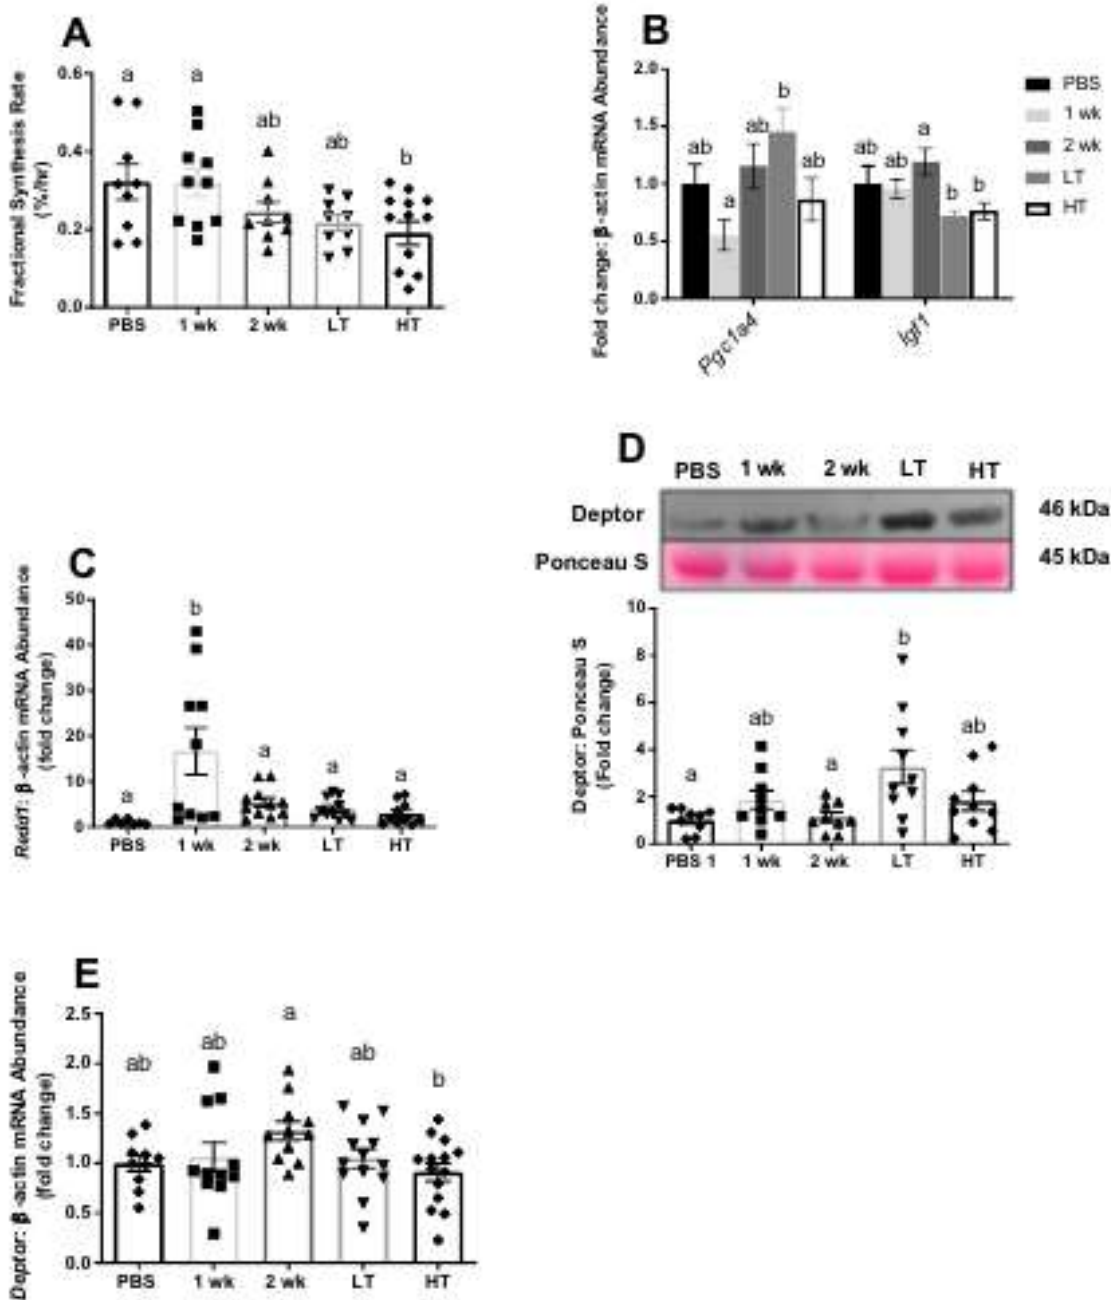 A
Fractional Synthesis Rate
(%/hr)
0.6
0.4
0.2
0.0
a
a
ab
ab
b
PBS
1 wk
2 wk
LT
HT
B
Fold change: β-actin mRNA Abundance
2.0
1.5
1.0
0.5
0.0
ab
a
ab
b
ab
ab
ab
a
b
b
Pgc1a4
Igf1
PBS
1 wk
2 wk
LT
HT
C
Redd1: β-actin mRNA Abundance
(fold change)
50
40
30
20
10
0
a
b
a
a
a
PBS
1 wk
2 wk
LT
HT
D
PBS 1 wk 2 wk LT HT
Deptor 46 kDa
Ponceau S 45 kDa
Deptor: Ponceau S
(Fold change)
10
8
6
4
2
0
a
ab
a
b
ab
PBS 1
1 wk
2 wk
LT
HT
E
Deptor: β-actin mRNA Abundance
(fold change)
2.5
2.0
1.5
1.0
0.5
0.0
ab
ab
a
ab
b
PBS
1 wk
2 wk
LT
HT